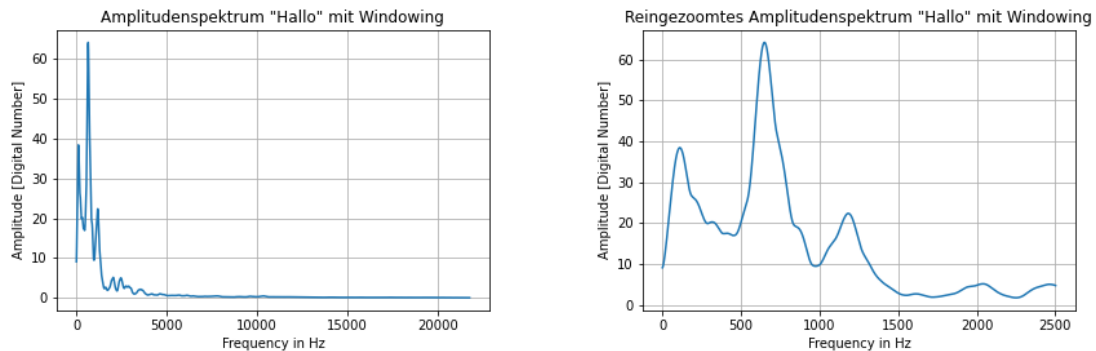 Amplitudenspektrum "Hallo" mit Windowing
Amplitude [Digital Number]
60
50
40
30
20
10
0
0 5000 10000 15000 20000
Frequency in Hz
Reingezoomtes Amplitudenspektrum "Hallo" mit Windowing
Amplitude [Digital Number]
60
50
40
30
20
10
0
0 500 1000 1500 2000 2500
Frequency in Hz